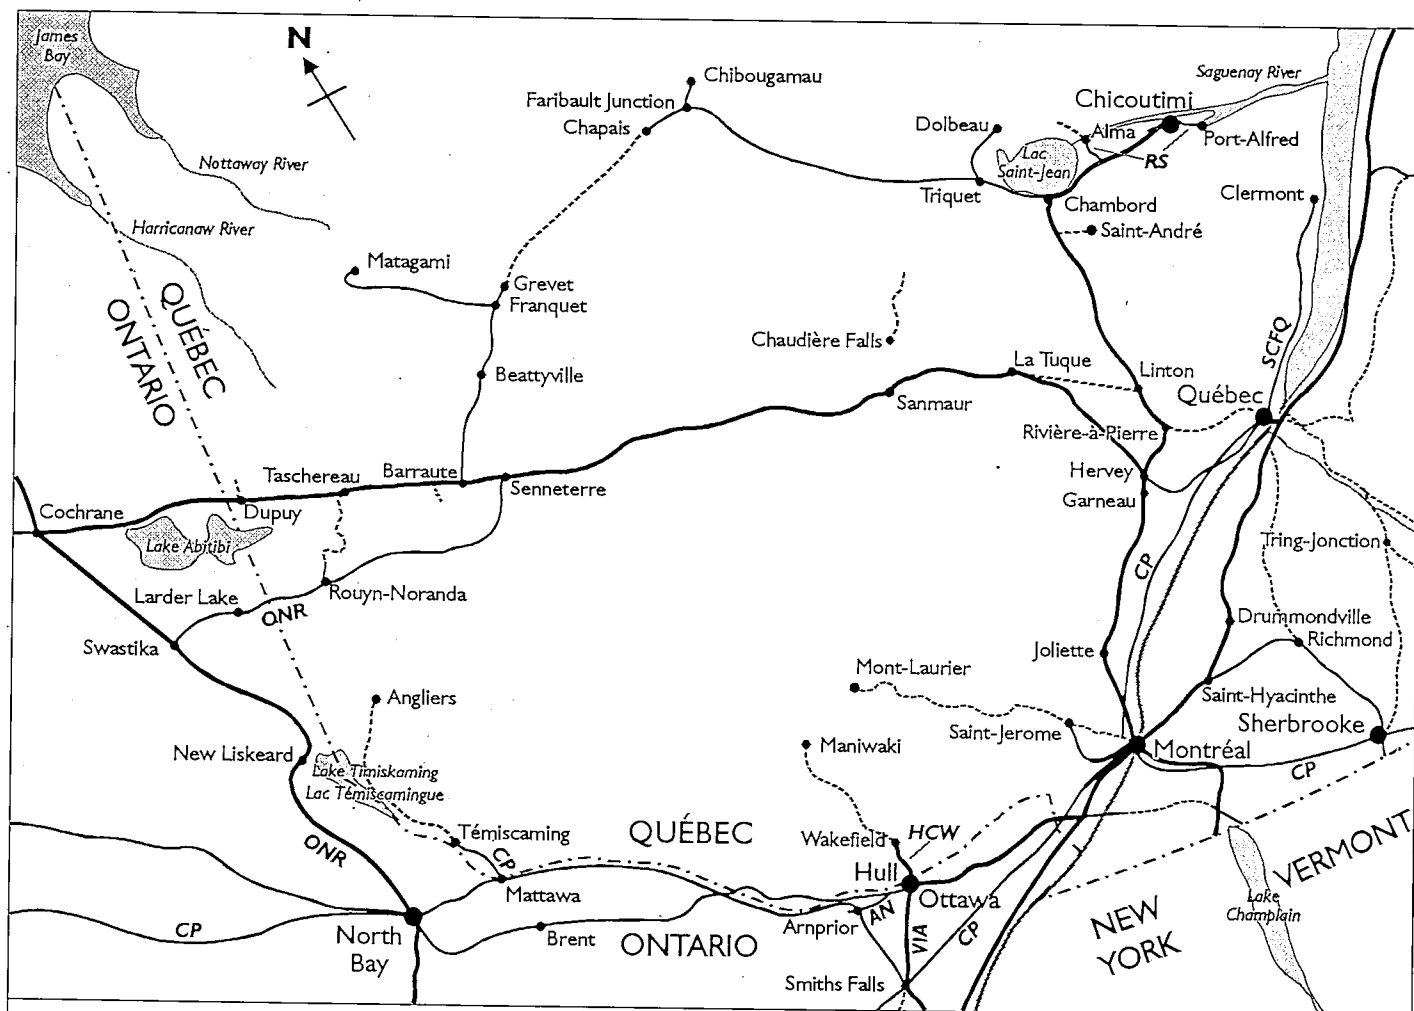 James
Bay
N
Chibougamau
Faribault Junction
Chapais
Saguenay River
Chicoutimi
Dolbeau
Alma
Port-Alfred
RS
Lac
Saint-Jean
Nottaway River
Triquet
Chambord
Clermont
Harricanaw River
Saint-André
Matagami
Grevet
Franquet
QUÉBEC
ONTARIO
Chaudière Falls
SCFQ
La Tuque
Linton
Beattyville
Sanmaur
Québec
Rivière-à-Pierre
Hervey
Garneau
Taschereau
Barraute
Senneterre
Cochrane
Dupuy
Lake Abitibi
Tring-Jonction
CP
Larder Lake
ONR
Rouyn-Noranda
Swastika
Drummondville
Richmond
Joliette
Mont-Laurier
Angliers
Saint-Hyacinthe
Saint-Jerome
Sherbrooke
New Liskeard
Maniwaki
Montréal
CP
Lake Timiskaming
Lac Témiscamingue
Témiscaming
QUÉBEC
Wakefield
HCW
VERMONT
ONR
CP
Mattawa
Hull
Ottawa
Lake
Champlain
NEW
YORK
CP
North
Bay
Brent
ONTARIO
Arnprior
AN
VIA
CP
Smiths Falls